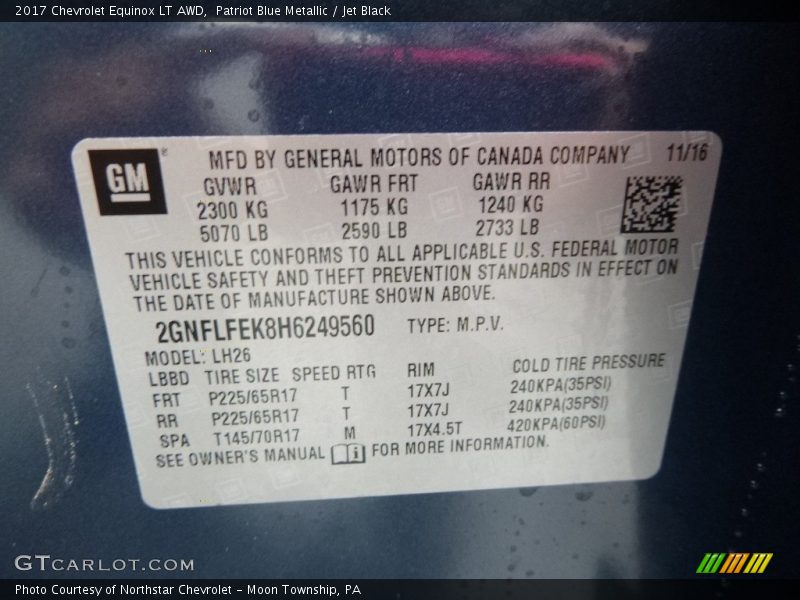 2017 Chevrolet Equinox LT AWD,  Patriot Blue Metallic / Jet Black
GM
®
MFD BY GENERAL MOTORS OF CANADA COMPANY 11/16
GVWR GAWR FRT GAWR RR
2300 KG 1175 KG 1240 KG
5070 LB 2590 LB 2733 LB
THIS VEHICLE CONFORMS TO ALL APPLICABLE U.S. FEDERAL MOTOR
VEHICLE SAFETY AND THEFT PREVENTION STANDARDS IN EFFECT ON
THE DATE OF MANUFACTURE SHOWN ABOVE.
2GNFLFEK8H6249560 TYPE: M.P.V.
MODEL: LH26
LBBD TIRE SIZE SPEED RTG RIM COLD TIRE PRESSURE
FRT P225/65R17 T 17X7J 240KPA(35PSI)
RR P225/65R17 T 17X7J 240KPA(35PSI)
SPA T145/70R17 M 17X4.5T 420KPA(60PSI)
SEE OWNER'S MANUAL i FOR MORE INFORMATION.
GTCARLOT.COM
Photo Courtesy of Northstar Chevrolet - Moon Township, PA